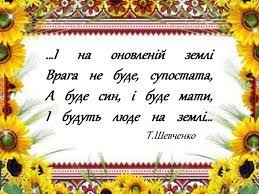 ...І на оновленій землі
Врага не буде, супостата,
А буде син, і буде мати,
І будуть люде на землі...
Т.Шевченко